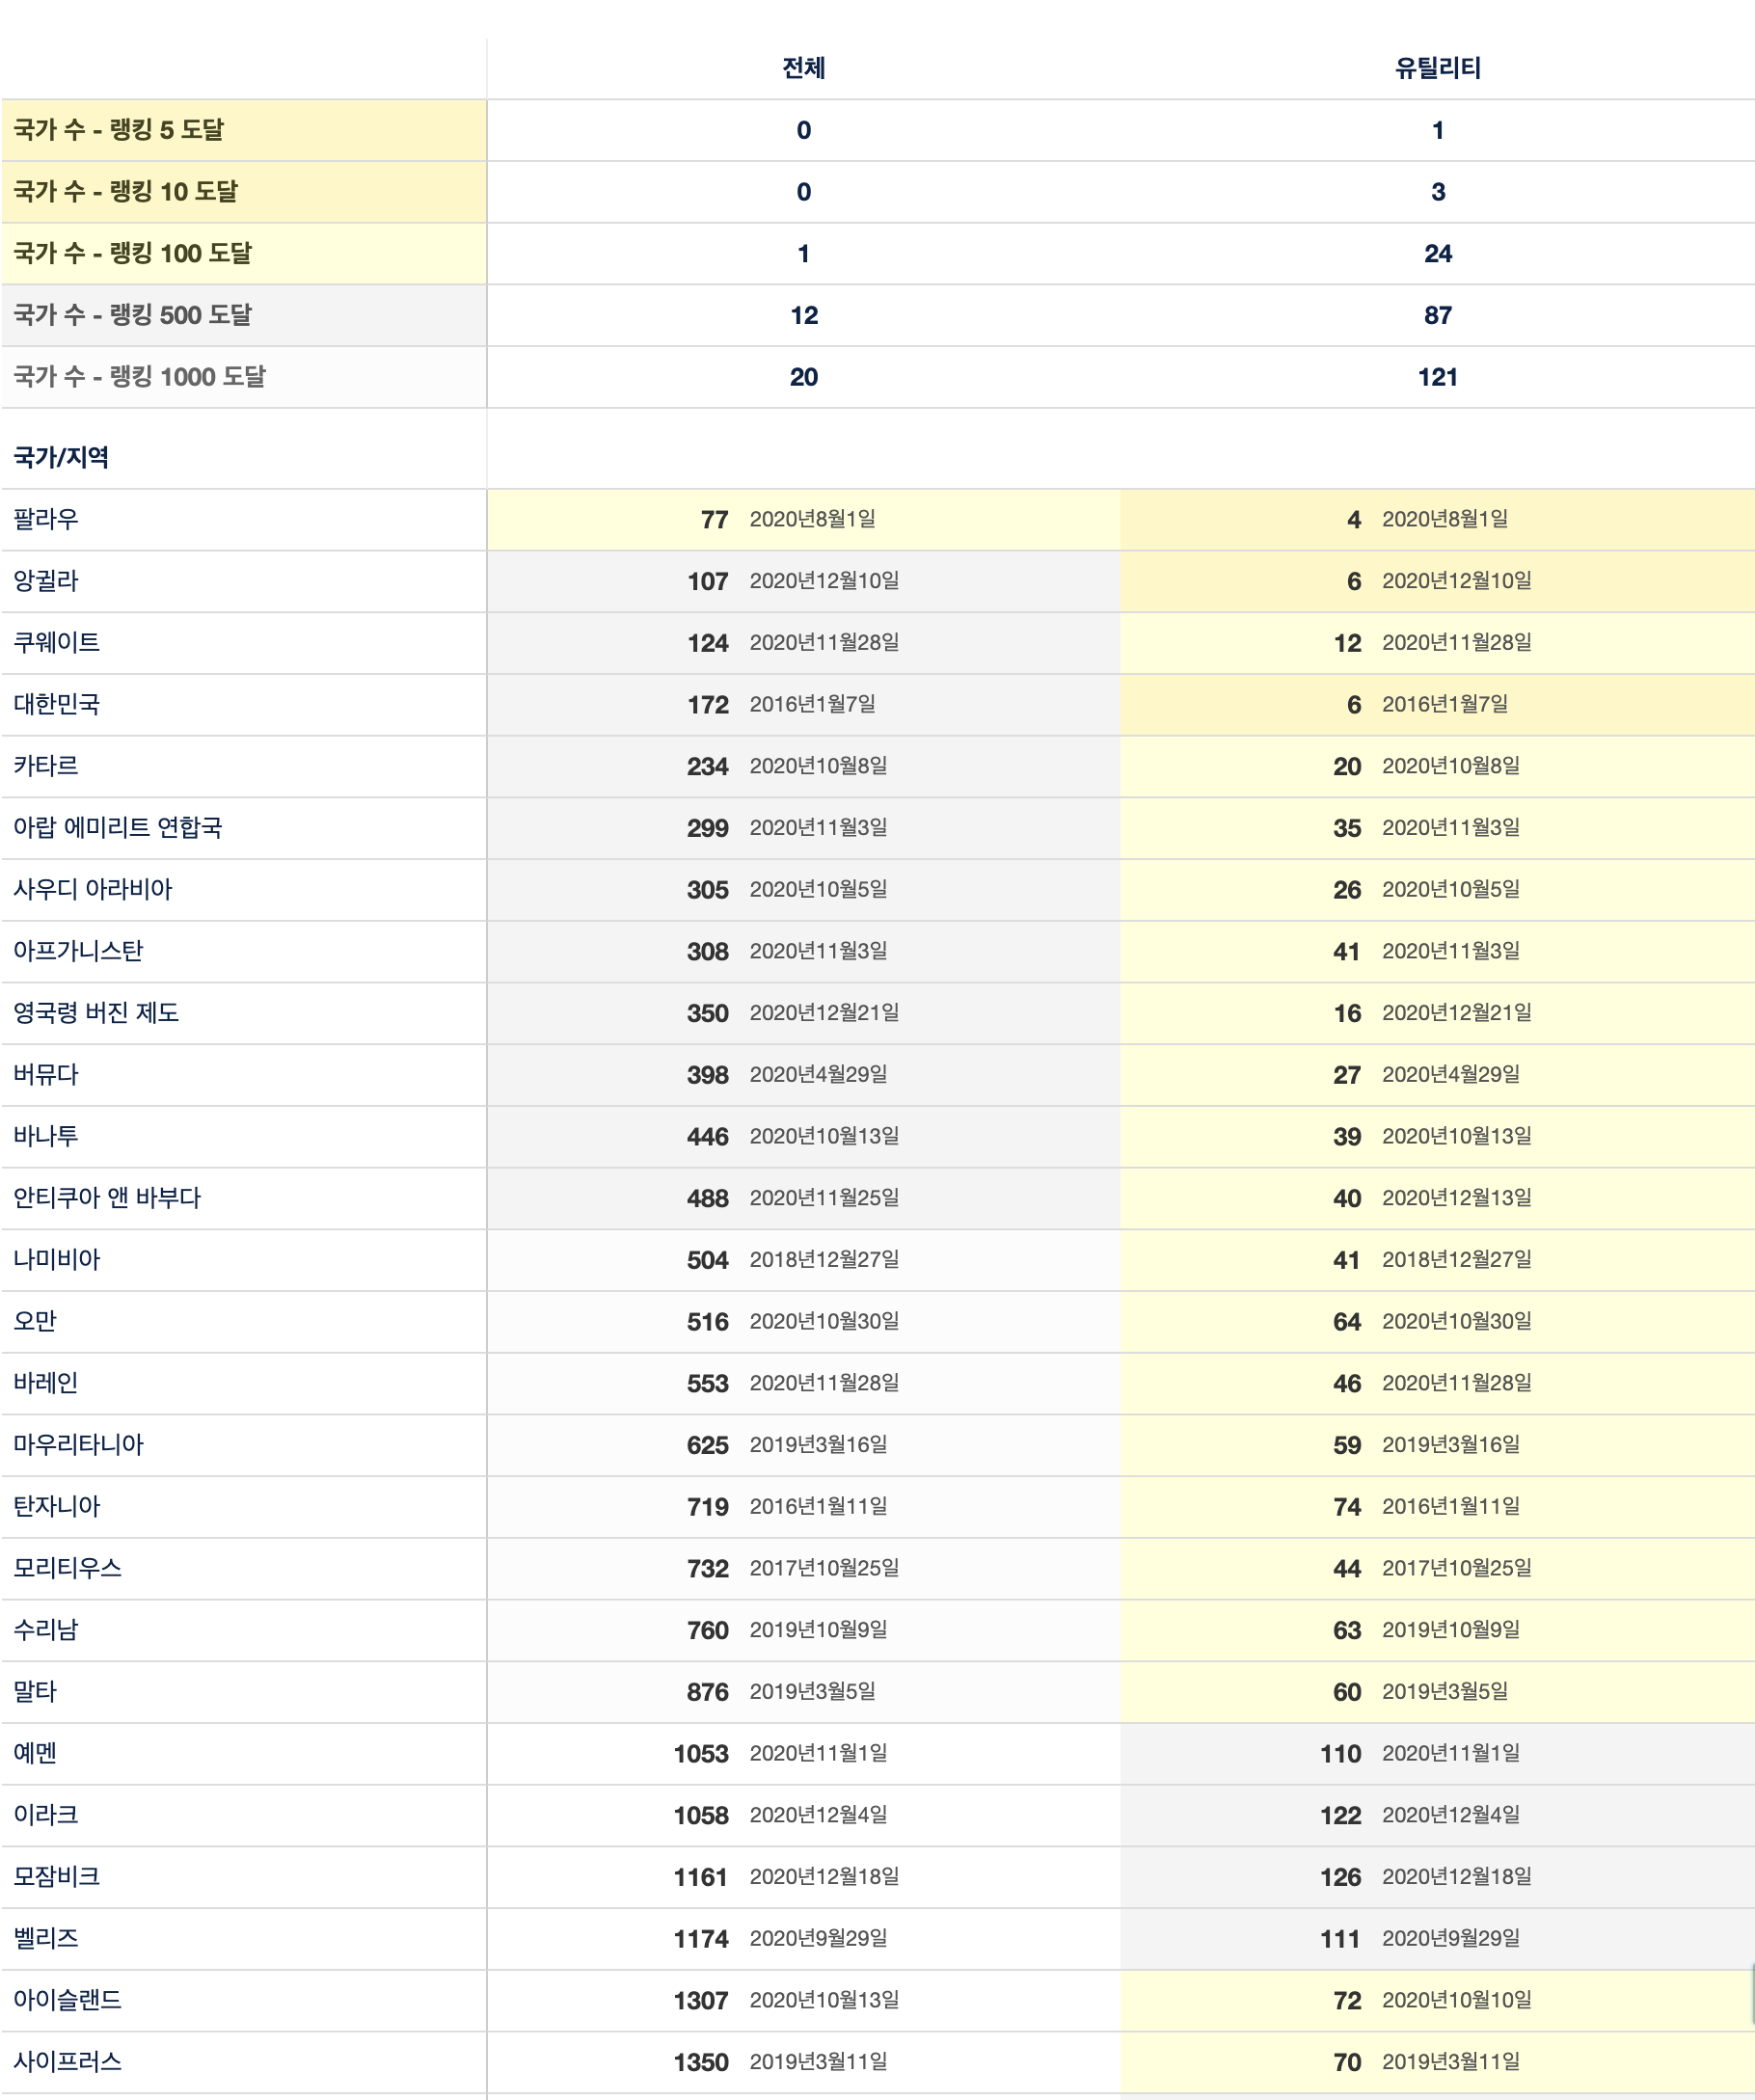 전체 유틸리티
국가 수 - 랭킹 5 도달 0 1
국가 수 - 랭킹 10 도달 0 3
국가 수 - 랭킹 100 도달 1 24
국가 수 - 랭킹 500 도달 12 87
국가 수 - 랭킹 1000 도달 20 121
국가/지역
팔라우 77 2020년8월1일 4 2020년8월1일
앙귈라 107 2020년12월10일 6 2020년12월10일
쿠웨이트 124 2020년11월28일 12 2020년11월28일
대한민국 172 2016년1월7일 6 2016년1월7일
카타르 234 2020년10월8일 20 2020년10월8일
아랍 에미리트 연합국 299 2020년11월3일 35 2020년11월3일
사우디 아라비아 305 2020년10월5일 26 2020년10월5일
아프가니스탄 308 2020년11월3일 41 2020년11월3일
영국령 버진 제도 350 2020년12월21일 16 2020년12월21일
버뮤다 398 2020년4월29일 27 2020년4월29일
바나투 446 2020년10월13일 39 2020년10월13일
안티쿠아 앤 바부다 488 2020년11월25일 40 2020년12월13일
나미비아 504 2018년12월27일 41 2018년12월27일
오만 516 2020년10월30일 64 2020년10월30일
바레인 553 2020년11월28일 46 2020년11월28일
마우리타니아 625 2019년3월16일 59 2019년3월16일
탄자니아 719 2016년1월11일 74 2016년1월11일
모리티우스 732 2017년10월25일 44 2017년10월25일
수리남 760 2019년10월9일 63 2019년10월9일
말타 876 2019년3월5일 60 2019년3월5일
예멘 1053 2020년11월1일 110 2020년11월1일
이라크 1058 2020년12월4일 122 2020년12월4일
모잠비크 1161 2020년12월18일 126 2020년12월18일
벨리즈 1174 2020년9월29일 111 2020년9월29일
아이슬랜드 1307 2020년10월13일 72 2020년10월10일
사이프러스 1350 2019년3월11일 70 2019년3월11일